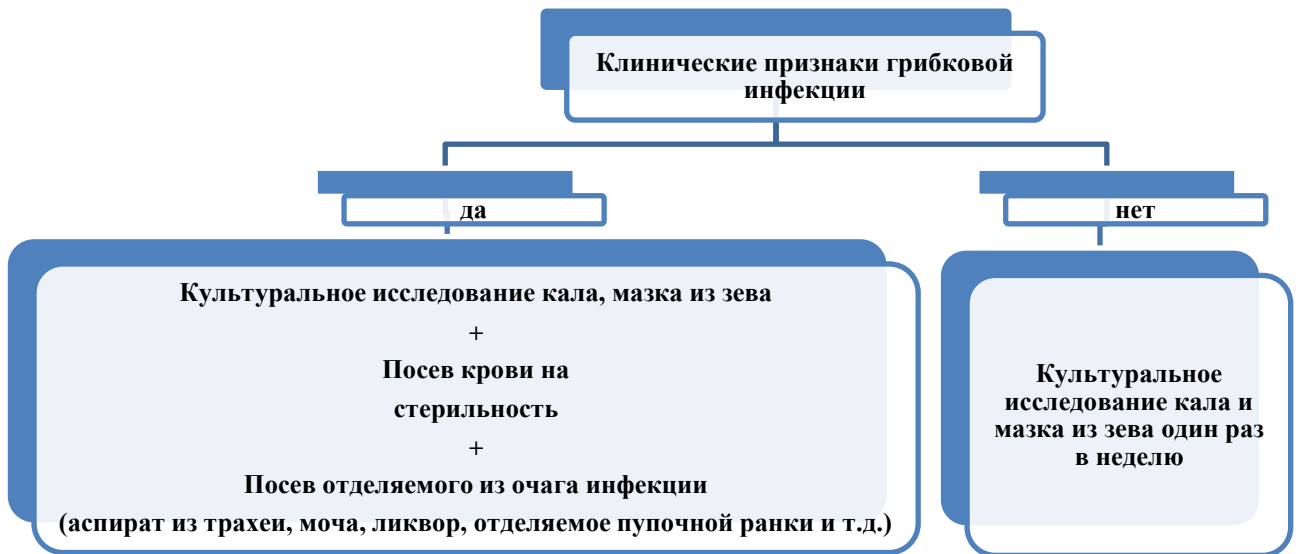 Клинические признаки грибковой
инфекции
да
нет
Культуральное исследование кала, мазка из зева
+
Посев крови на
стерильность
+
Посев отделяемого из очага инфекции
(аспират из трахеи, моча, ликвор, отделяемое пупочной ранки и т.д.)
Культуральное
исследование кала и
мазка из зева один раз
в неделю